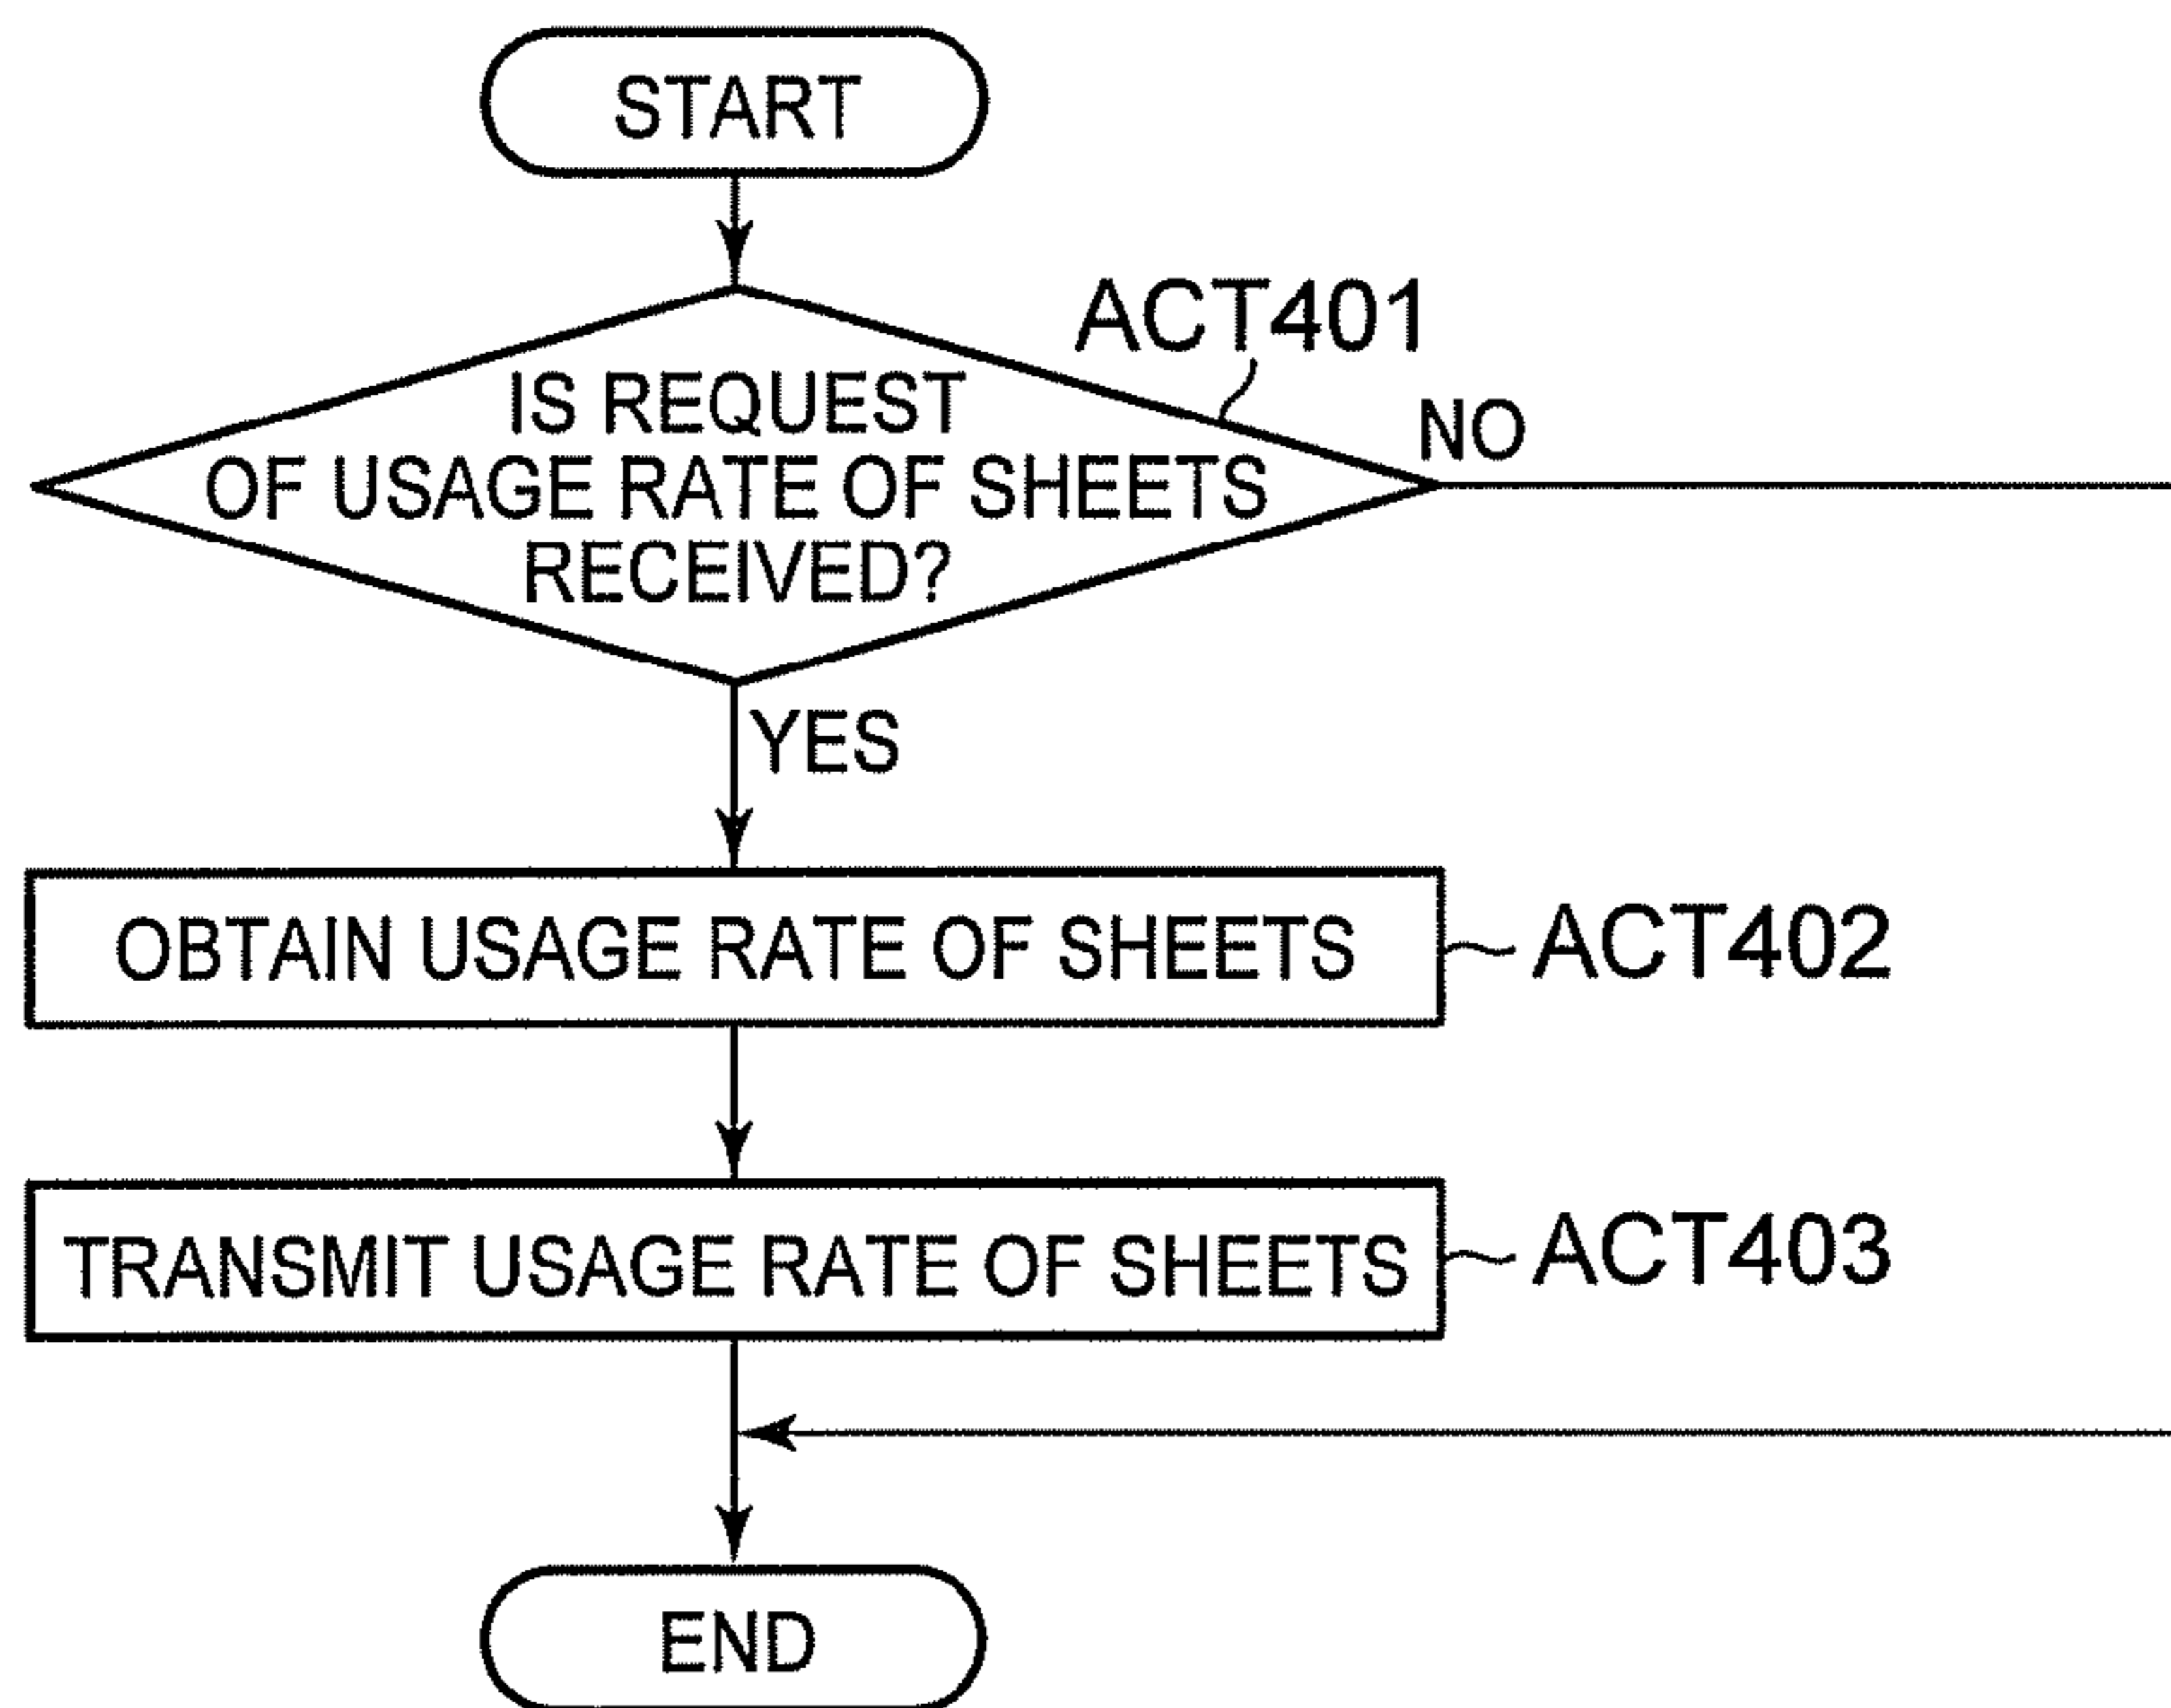 START
ACT401
IS REQUEST
OF USAGE RATE OF SHEETS
RECEIVED?
NO
YES
OBTAIN USAGE RATE OF SHEETS
ACT402
TRANSMIT USAGE RATE OF SHEETS
ACT403
END